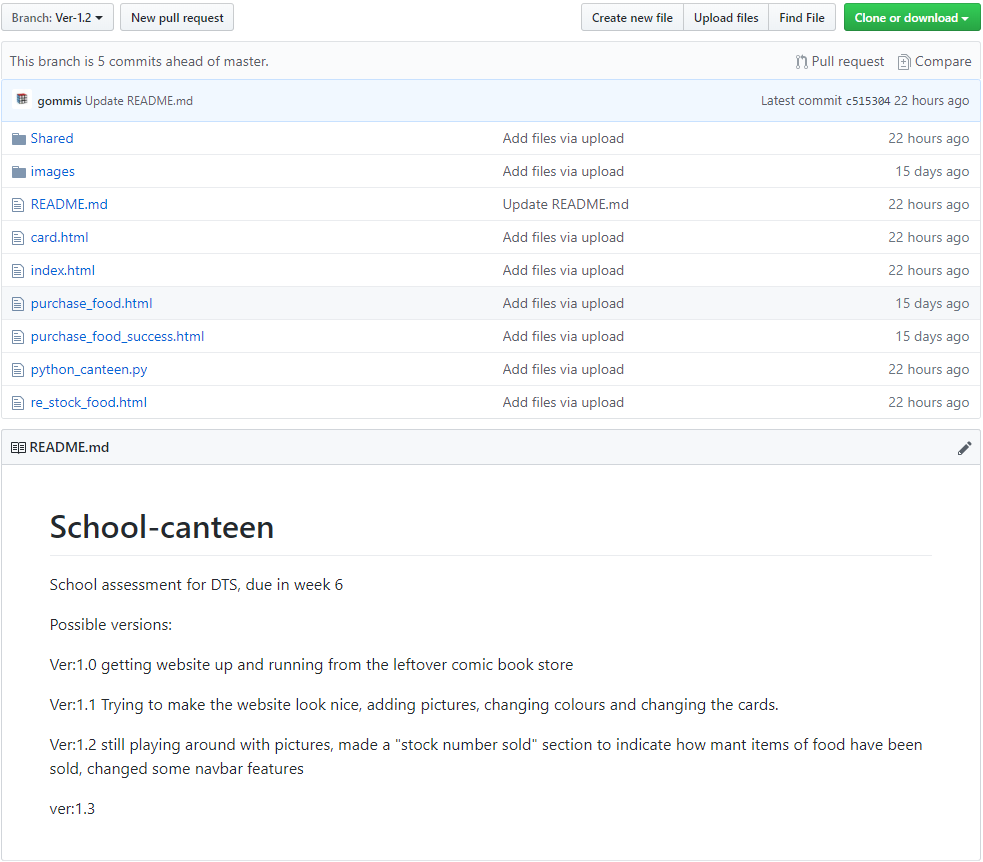 Branch: Ver-1.2 New pull request Create new file Upload files Find File Clone or download
This branch is 5 commits ahead of master. Pull request Compare
gommis Update README.md Latest commit c515304 22 hours ago
Shared Add files via upload 22 hours ago
images Add files via upload 15 days ago
README.md Update README.md 22 hours ago
card.html Add files via upload 22 hours ago
index.html Add files via upload 22 hours ago
purchase_food.html Add files via upload 15 days ago
purchase_food_success.html Add files via upload 15 days ago
python_canteen.py Add files via upload 22 hours ago
re_stock_food.html Add files via upload 22 hours ago
README.md
School-canteen
School assessment for DTS, due in week 6
Possible versions:
Ver:1.0 getting website up and running from the leftover comic book store
Ver:1.1 Trying to make the website look nice, adding pictures, changing colours and changing the cards.
Ver:1.2 still playing around with pictures, made a "stock number sold" section to indicate how mant items of food have been
sold, changed some navbar features
ver:1.3